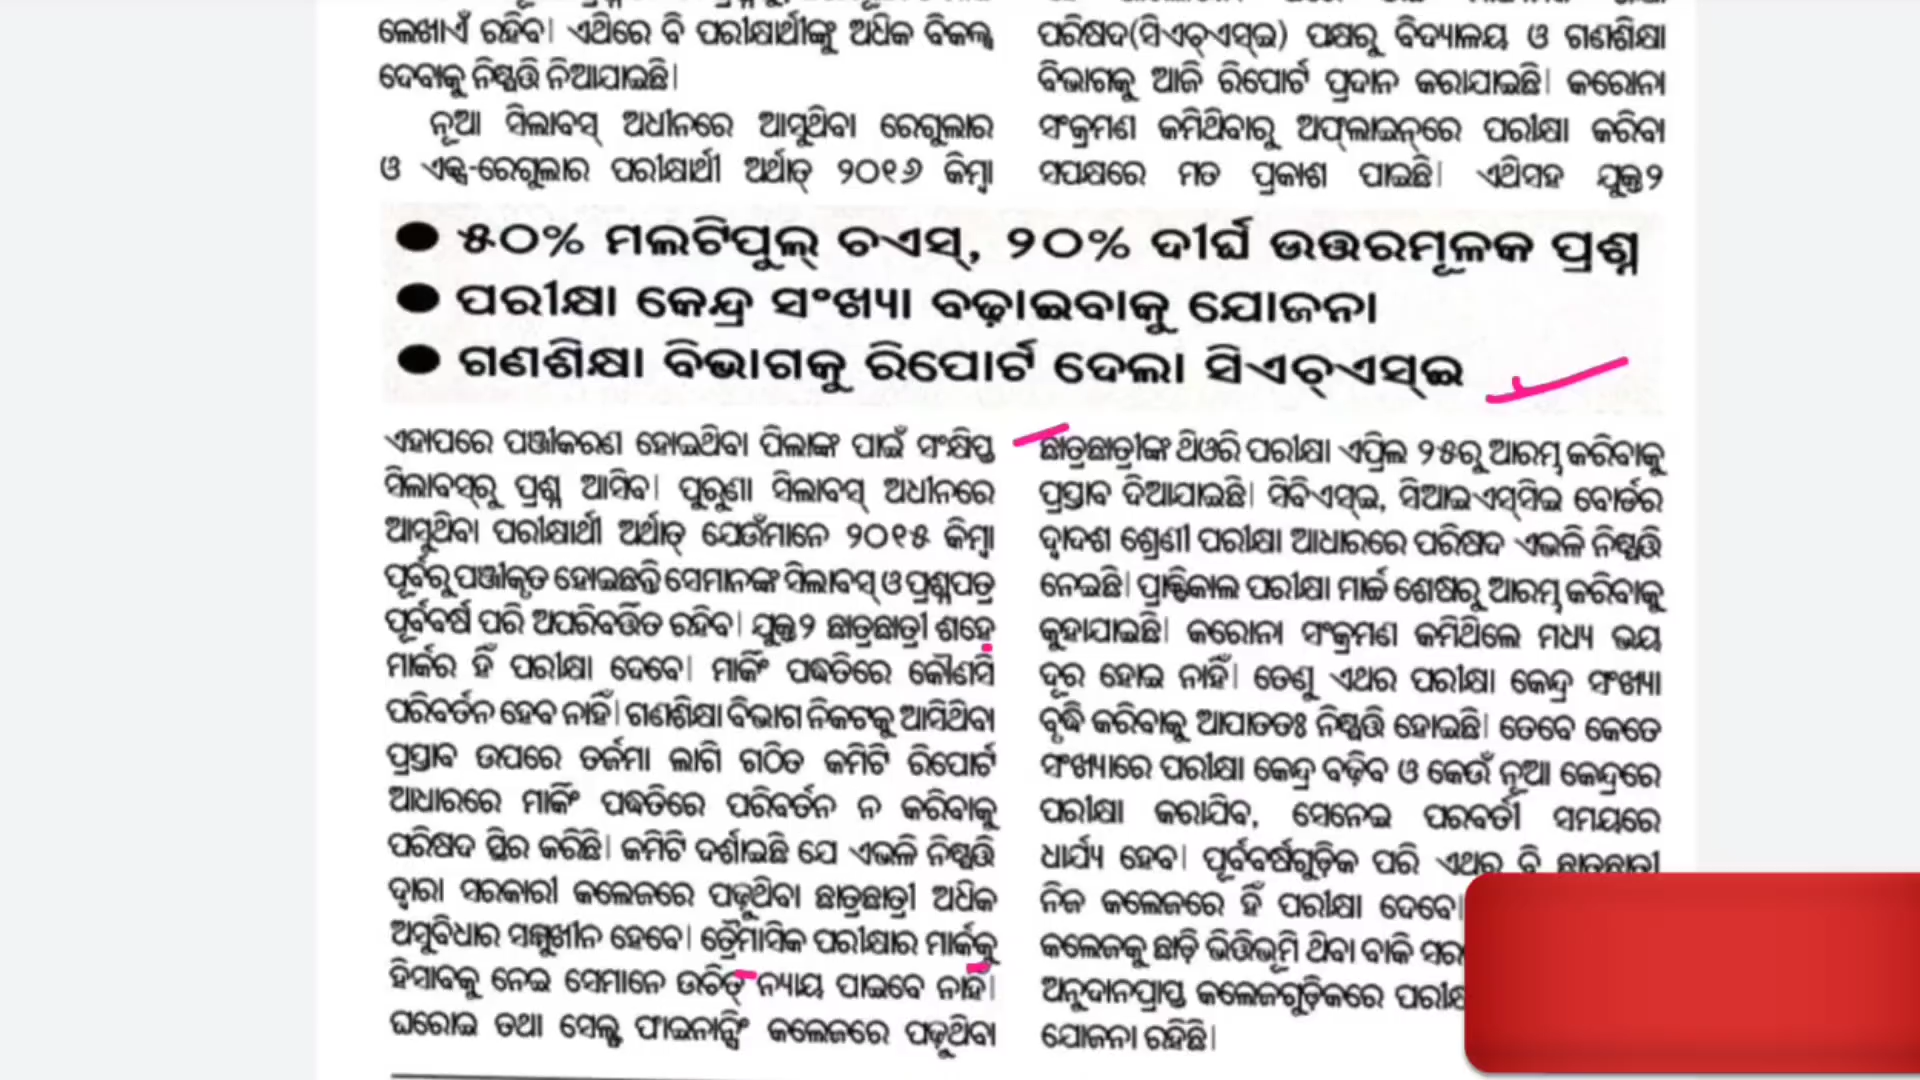 ଲେଖାଏଁ ରହିବ। ଏଥିରେ ବି ପରୀକ୍ଷାର୍ଥୀଙ୍କୁ ଅଧିକ ବିକଳ୍ପ
ଦେବାକୁ ନିଷ୍ପତ୍ତି ନିଆଯାଇଛି।
ନୂଆ ସିଲାବସ୍ ଅଧୀନରେ ଆସୁଥିବା ରେଗୁଲାର
ଓ ଏକ୍ସ-ରେଗୁଲାର ପରୀକ୍ଷାର୍ଥୀ ଅର୍ଥାତ୍ ୨୦୧୬ କିମ୍ବା
ପରିଷଦ(ସିଏଚ୍ଏସ୍ଇ) ପକ୍ଷରୁ ବିଦ୍ୟାଳୟ ଓ ଗଣଶିକ୍ଷା
ବିଭାଗକୁ ଆଜି ରିପୋର୍ଟ ପ୍ରଦାନ କରାଯାଇଛି। କରୋନା
ସଂକ୍ରମଣ କମିଥିବାରୁ ଅଫ୍‌ଲାଇନ୍‌ରେ ପରୀକ୍ଷା କରିବା
ସପକ୍ଷରେ ମତ ପ୍ରକାଶ ପାଇଛି। ଏଥିସହ ଯୁକ୍ତ୨
● ୫୦% ମଲଟିପୁଲ୍ ଚଏସ୍, ୨୦% ଦୀର୍ଘ ଉତ୍ତରମୂଳକ ପ୍ରଶ୍ନ
● ପରୀକ୍ଷା କେନ୍ଦ୍ର ସଂଖ୍ୟା ବଢ଼ାଇବାକୁ ଯୋଜନା
● ଗଣଶିକ୍ଷା ବିଭାଗକୁ ରିପୋର୍ଟ ଦେଲା ସିଏଚ୍ଏସ୍ଇ
ଏହାପରେ ପଞ୍ଜୀକରଣ ହୋଇଥିବା ପିଲାଙ୍କ ପାଇଁ ସଂକ୍ଷିପ୍ତ
ସିଲାବସ୍‌ରୁ ପ୍ରଶ୍ନ ଆସିବ। ପୁରୁଣା ସିଲାବସ୍ ଅଧୀନରେ
ଆସୁଥିବା ପରୀକ୍ଷାର୍ଥୀ ଅର୍ଥାତ୍ ଯେଉଁମାନେ ୨୦୧୫ କିମ୍ବା
ପୂର୍ବରୁ ପଞ୍ଜୀକୃତ ହୋଇଛନ୍ତି ସେମାନଙ୍କ ସିଲାବସ୍ ଓ ପ୍ରଶ୍ନପତ୍ର
ପୂର୍ବବର୍ଷ ପରି ଅପରିବର୍ତ୍ତିତ ରହିବ। ଯୁକ୍ତ୨ ଛାତ୍ରଛାତ୍ରୀ ଶହେ
ମାର୍କର ହିଁ ପରୀକ୍ଷା ଦେବେ। ମାର୍କିଂ ପଦ୍ଧତିରେ କୌଣସି
ପରିବର୍ତନ ହେବ ନାହିଁ। ଗଣଶିକ୍ଷା ବିଭାଗ ନିକଟକୁ ଆସିଥିବା
ପ୍ରସ୍ତାବ ଉପରେ ତର୍ଜମା ଲାଗି ଗଠିତ କମିଟି ରିପୋର୍ଟ
ଆଧାରରେ ମାର୍କିଂ ପଦ୍ଧତିରେ ପରିବର୍ତନ ନ କରିବାକୁ
ପରିଷଦ ସ୍ଥିର କରିଛି। କମିଟି ଦର୍ଶାଇଛି ଯେ ଏଭଳି ନିଷ୍ପତ୍ତି
ଦ୍ୱାରା ସରକାରୀ କଲେଜରେ ପଢ଼ୁଥିବା ଛାତ୍ରଛାତ୍ରୀ ଅଧିକ
ଅସୁବିଧାର ସମ୍ମୁଖୀନ ହେବେ। ତ୍ରୈମାସିକ ପରୀକ୍ଷାର ମାର୍କକୁ
ହିସାବକୁ ନେଇ ସେମାନେ ଉଚିତ୍ ନ୍ୟାୟ ପାଇବେ ନାହିଁ।
ଘରୋଇ ତଥା ସେଲ୍ଫ ଫାଇନାନ୍ସିଂ କଲେଜରେ ପଢ଼ୁଥିବା
ଛାତ୍ରଛାତ୍ରୀଙ୍କ ଥିଓରି ପରୀକ୍ଷା ଏପ୍ରିଲ ୨୫ରୁ ଆରମ୍ଭ କରିବାକୁ
ପ୍ରସ୍ତାବ ଦିଆଯାଇଛି। ସିବିଏସ୍ଇ, ସିଆଇଏସ୍‌ସିଇ ବୋର୍ଡର
ଦ୍ୱାଦଶ ଶ୍ରେଣୀ ପରୀକ୍ଷା ଆଧାରରେ ପରିଷଦ ଏଭଳି ନିଷ୍ପତ୍ତି
ନେଇଛି। ପ୍ରାକ୍ଟିକାଲ ପରୀକ୍ଷା ମାର୍ଚ୍ଚ ଶେଷରୁ ଆରମ୍ଭ କରିବାକୁ
କୁହାଯାଇଛି। କରୋନା ସଂକ୍ରମଣ କମିଥିଲେ ମଧ୍ୟ ଭୟ
ଦୂର ହୋଇ ନାହିଁ। ତେଣୁ ଏଥର ପରୀକ୍ଷା କେନ୍ଦ୍ର ସଂଖ୍ୟା
ବୃଦ୍ଧି କରିବାକୁ ଆପାତତଃ ନିଷ୍ପତ୍ତି ହୋଇଛି। ତେବେ କେତେ
ସଂଖ୍ୟାରେ ପରୀକ୍ଷା କେନ୍ଦ୍ର ବଢ଼ିବ ଓ କେଉଁ ନୂଆ କେନ୍ଦ୍ରରେ
ପରୀକ୍ଷା କରାଯିବ, ସେନେଇ ପରବର୍ତୀ ସମୟରେ
ଧାର୍ଯ୍ୟ ହେବ। ପୂର୍ବବର୍ଷଗୁଡ଼ିକ ପରି ଏଥର ବି ଛାତ୍ରଛାତ୍ରୀ
ନିଜ କଲେଜରେ ହିଁ ପରୀକ୍ଷା ଦେବେ।
କଲେଜକୁ ଛାଡ଼ି ଭିତ୍ତିଭୂମି ଥିବା ବାକି
ଅନୁଦାନପ୍ରାପ୍ତ କଲେଜଗୁଡ଼ିକରେ
ଯୋଜନା ରହିଛି।